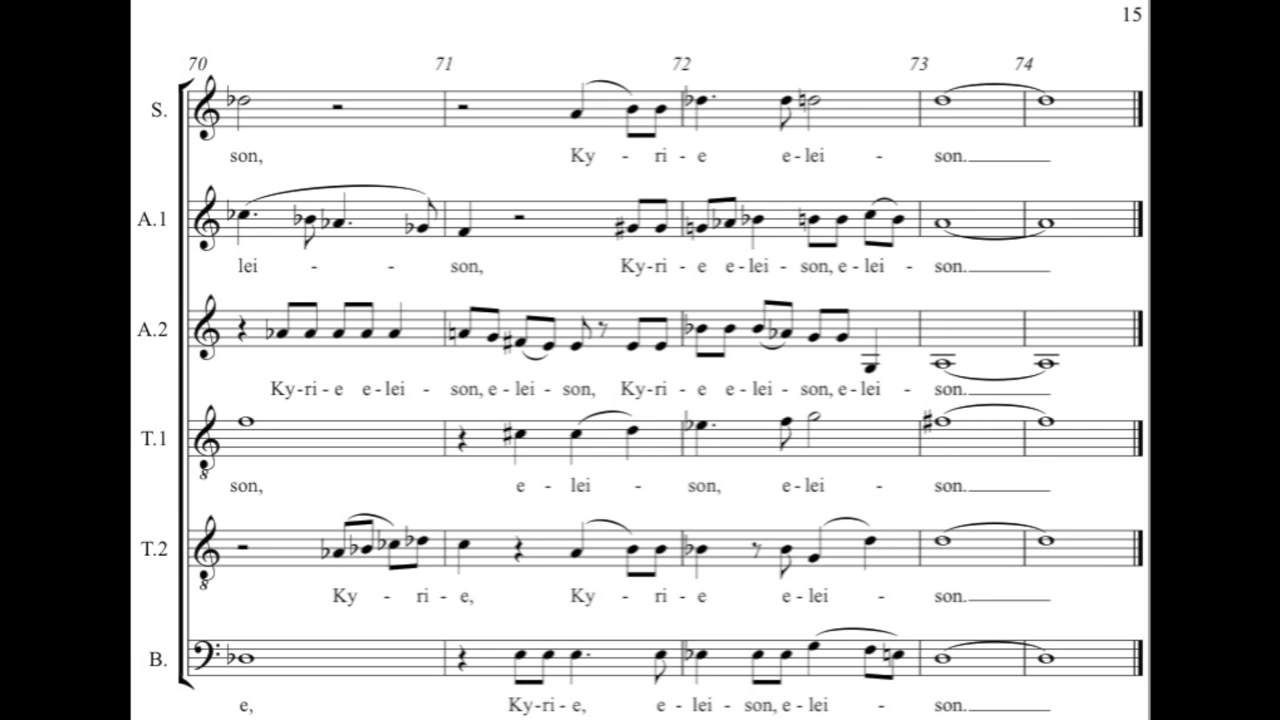 15
70 71 72 73 74
S.
son, Ky - ri - e e - lei - son.
A.1
lei - - son, Ky - ri - e e - lei - son, e - lei - son.
A.2
Ky - ri - e e - lei - son, e - lei - son, Ky - ri - e e - lei - son, e - lei - son.
T.1
son, e - lei - son, e - lei - son.
8
T.2
Ky - ri - e, Ky - ri - e e - lei - son.
8
B.
e, Ky - ri - e, e - lei - son, e - lei - son.